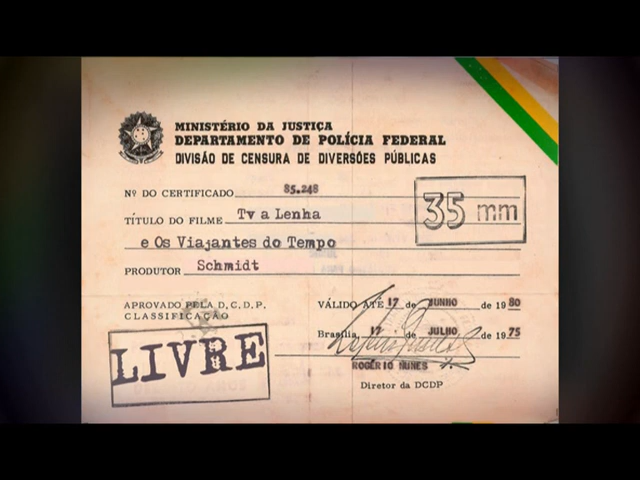 MINISTÉRIO DA JUSTIÇA
DEPARTAMENTO DE POLÍCIA FEDERAL
DIVISÃO DE CENSURA DE DIVERSÕES PÚBLICAS
Nº DO CERTIFICADO 85.248
TÍTULO DO FILME Tv a Lenha
35 mm
e Os Viajantes do Tempo
PRODUTOR Schmidt
APROVADO PELA D.C.D.P.
CLASSIFICAÇÃO
LIVRE
VÁLIDO ATÉ 17 de JUNHO de 1980
Brasília, 17 de JULHO de 1975
ROGÉRIO NUNES
Diretor da DCDP